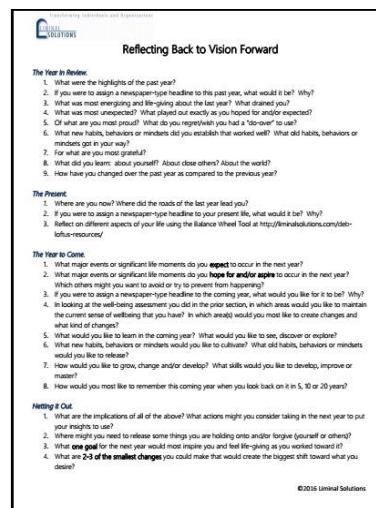 Transforming Individuals and Organizations
LIMINAL
SOLUTIONS
Reflecting Back to Vision Forward
The Year in Review.
1. What were the highlights of the past year?
2. If you were to assign a newspaper-type headline to this past year, what would it be? Why?
3. What was most energizing and life-giving about the last year? What drained you?
4. What was most unexpected? What played out exactly as you hoped for and/or expected?
5. Of what are you most proud? What do you regret/wish you had a "do-over" to use?
6. What new habits, behaviors or mindsets did you establish that worked well? What old habits, behaviors or
mindsets got in your way?
7. For what are you most grateful?
8. What did you learn: about yourself? About close others? About the world?
9. How have you changed over the past year as compared to the previous year?
The Present.
1. Where are you now? Where did the roads of the last year lead you?
2. If you were to assign a newspaper-type headline to your present life, what would it be? Why?
3. Reflect on different aspects of your life using the Balance Wheel Tool at http://liminalsolutions.com/deb-
loftus-resources/
The Year to Come.
1. What major events or significant life moments do you expect to occur in the next year?
2. What major events or significant life moments do you hope for and/or aspire to occur in the next year?
Which others might you want to avoid or try to prevent from happening?
3. If you were to assign a newspaper-type headline to the coming year, what would you like for it to be? Why?
4. In looking at the well-being assessment you did in the prior section, in which areas would you like to maintain
the current sense of wellbeing that you have? In which area(s) would you most like to create changes and
what kind of changes?
5. What would you like to learn in the coming year? What would you like to see, discover or explore?
6. What new habits, behaviors or mindsets would you like to cultivate? What old habits, behaviors or mindsets
would you like to release?
7. How would you like to grow, change and/or develop? What skills would you like to develop, improve or
master?
8. How would you most like to remember this coming year when you look back on it in 5, 10 or 20 years?
Netting it Out.
1. What are the implications of all of the above? What actions might you consider taking in the next year to put
your insights to use?
2. Where might you need to release some things you are holding onto and/or forgive (yourself or others)?
3. What one goal for the next year would most inspire you and feel life-giving as you worked toward it?
4. What are 2-3 of the smallest changes you could make that would create the biggest shift toward what you
desire?
©2016 Liminal Solutions